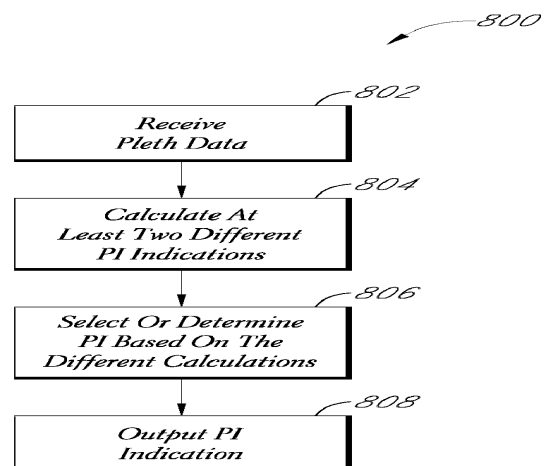 800
802
Receive
Pleth Data
804
Calculate At
Least Two Different
PI Indications
806
Select Or Determine
PI Based On The
Different Calculations
808
Output PI
Indication